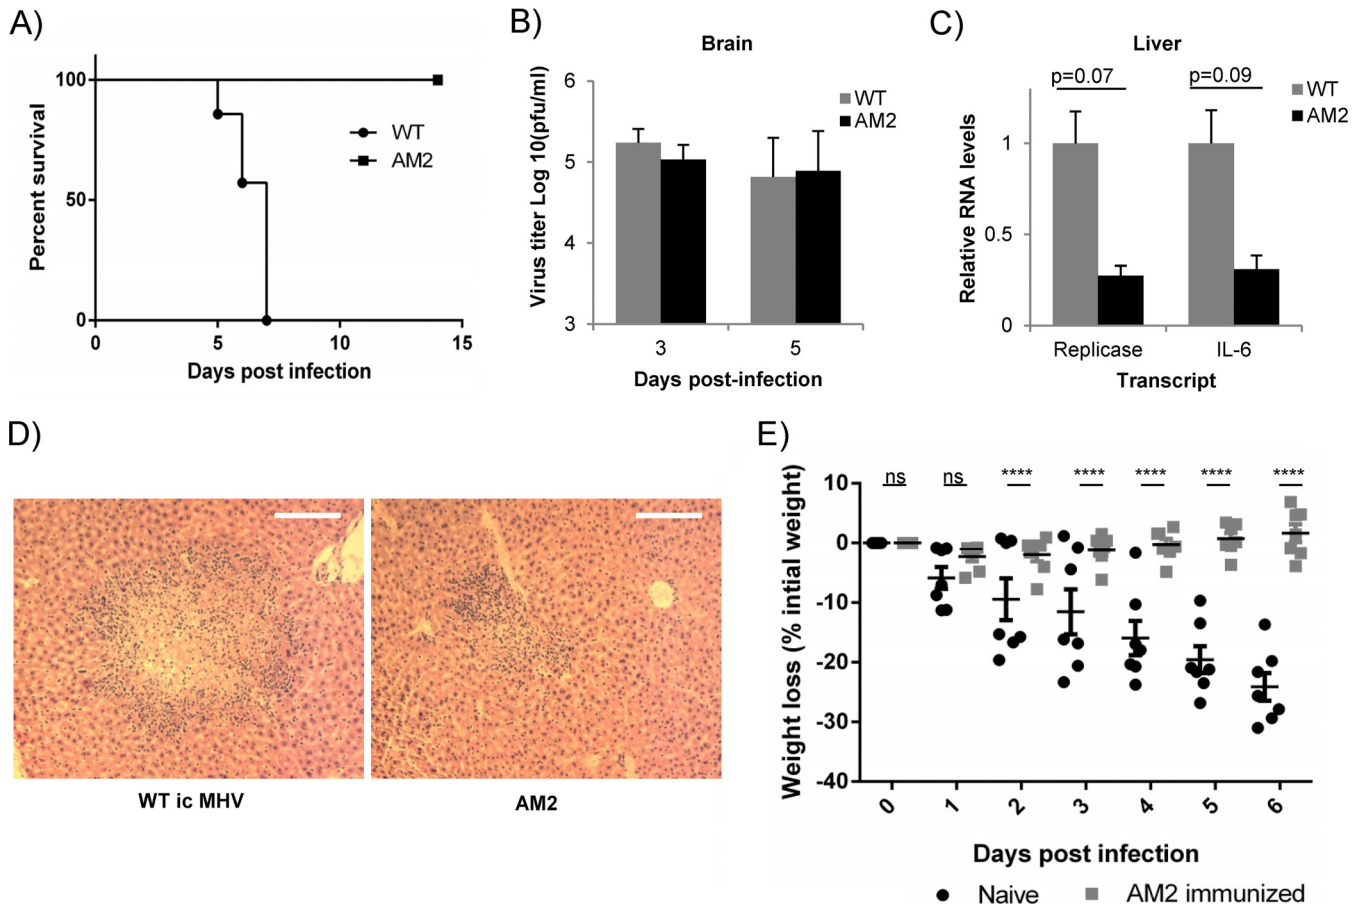 A)
100
50
0
Percent survival
WT
AM2
0 5 10 15
Days post infection
B)
Brain
6
5
4
3
Virus titer Log 10(pfu/ml)
WT
AM2
3 5
Days post-infection
C)
Liver
p=0.07 p=0.09
WT
AM2
1
0.5
0
Relative RNA levels
Replicase IL-6
Transcript
D)
WT ic MHV AM2
E)
ns ns **** **** **** **** ****
10
0
-10
-20
-30
-40
Weight loss (% intial weight)
0 1 2 3 4 5 6
Days post infection
Naive AM2 immunized